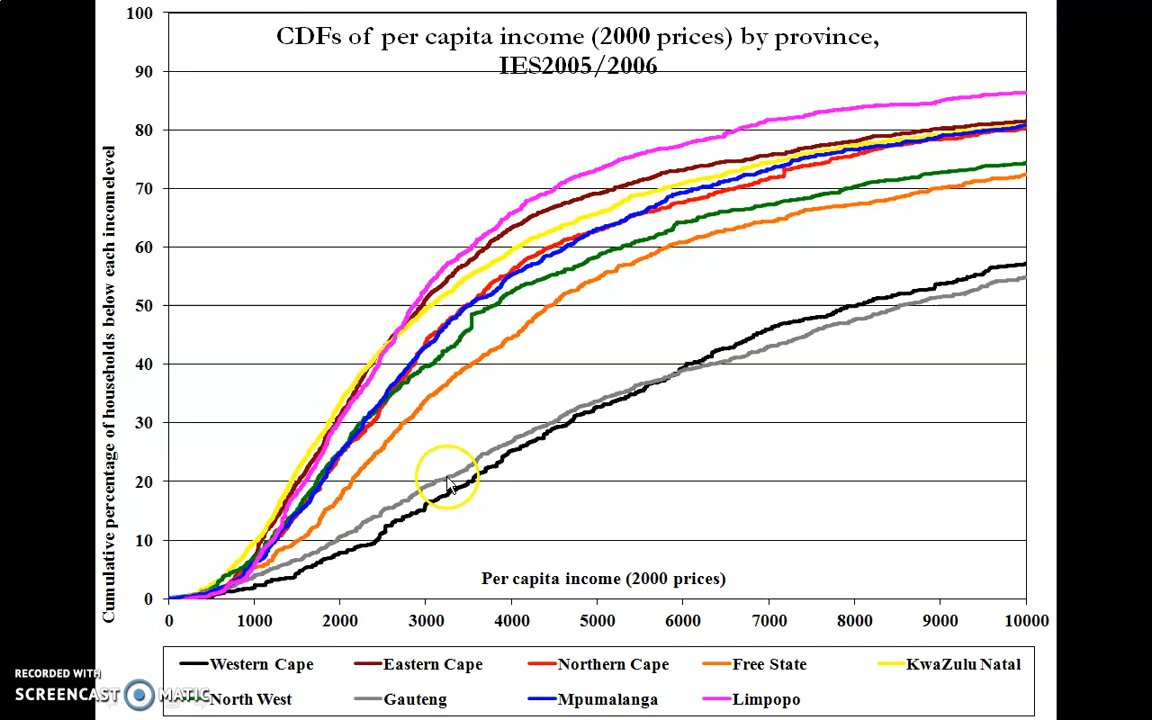 CDFs of per capita income (2000 prices) by province,
IES2005/2006
Cumulative percentage of households below each incomelevel
100
90
80
70
60
50
40
30
20
10
0
Per capita income (2000 prices)
0 1000 2000 3000 4000 5000 6000 7000 8000 9000 10000
Western Cape Eastern Cape Northern Cape Free State KwaZulu Natal
North West Gauteng Mpumalanga Limpopo
RECORDED WITH
SCREENCAST MATIC